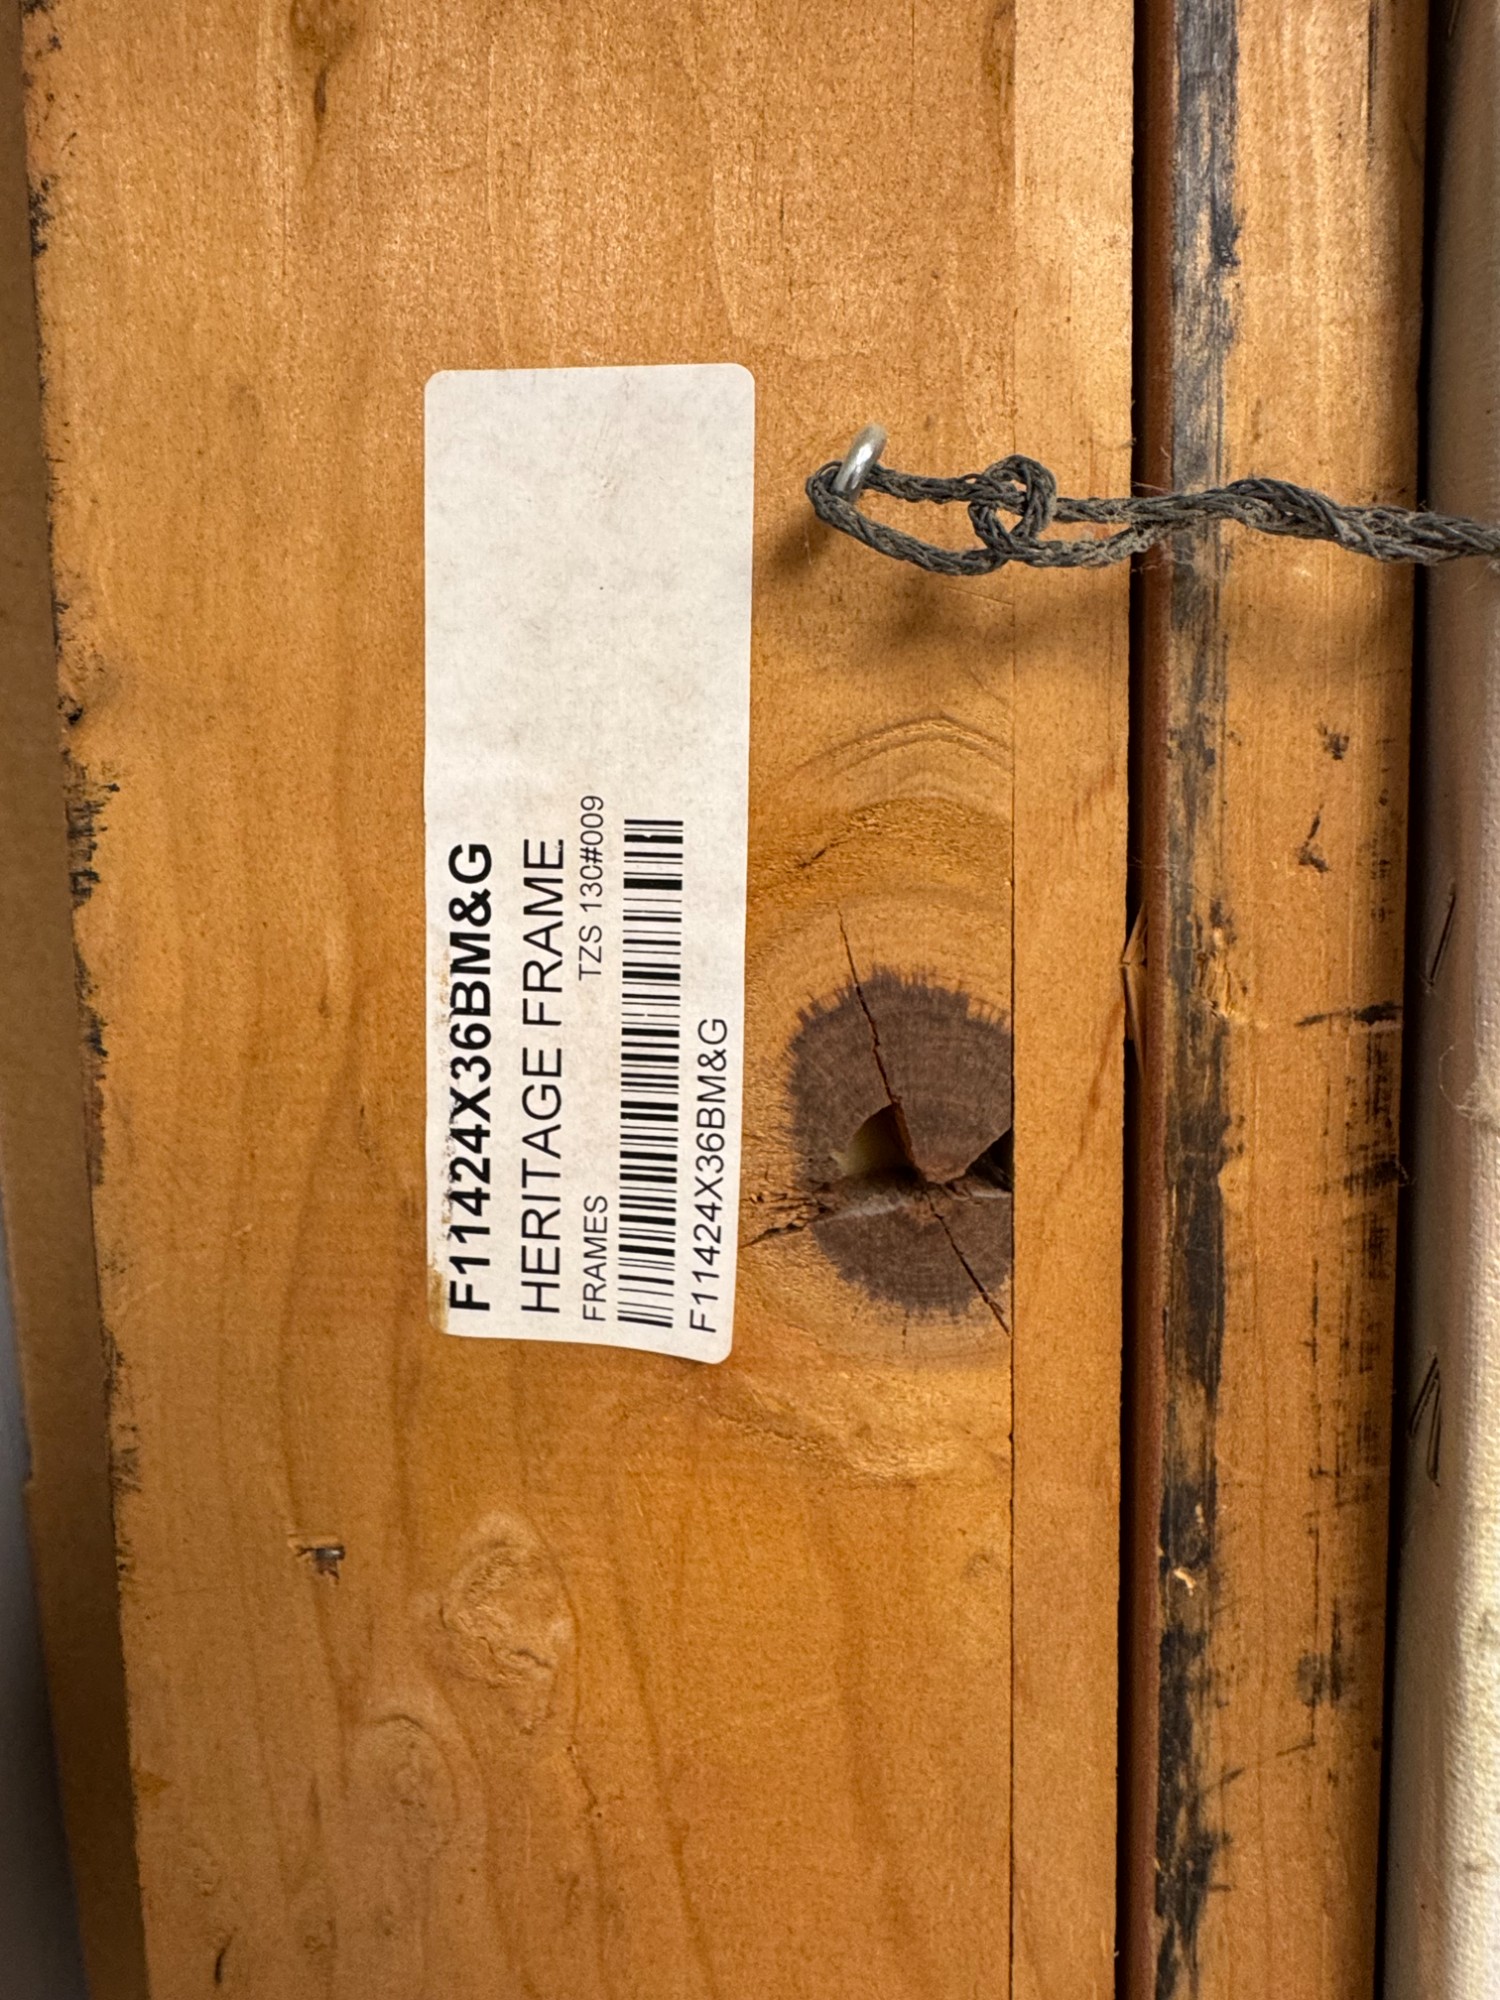 F11424X36BM&G
HERITAGE FRAME
FRAMES TZS 130#009
F11424X36BM&G